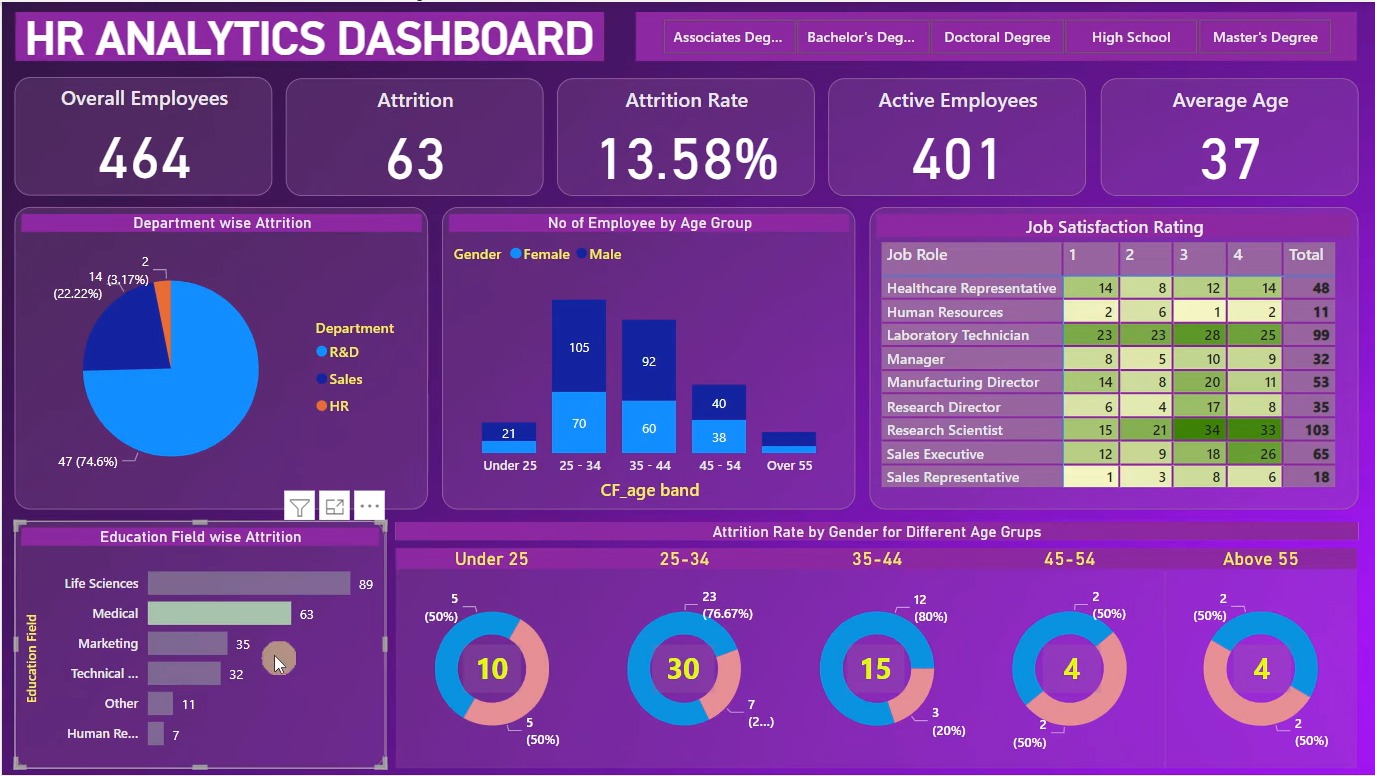 HR ANALYTICS DASHBOARD
Associates Deg... Bachelor's Deg... Doctoral Degree High School Master's Degree
Overall Employees
464
Attrition
63
Attrition Rate
13.58%
Active Employees
401
Average Age
37
Department wise Attrition
2
(3.17%)
14
(22.22%)
47 (74.6%)
Department
R&D
Sales
HR
No of Employee by Age Group
Gender Female Male
21 105 92 40
70 60 38
Under 25 25 - 34 35 - 44 45 - 54 Over 55
CF_age band
Job Satisfaction Rating
Job Role 1 2 3 4 Total
Healthcare Representative 14 8 12 14 48
Human Resources 2 6 1 2 11
Laboratory Technician 23 23 28 25 99
Manager 8 5 10 9 32
Manufacturing Director 14 8 20 11 53
Research Director 6 4 17 8 35
Research Scientist 15 21 34 33 103
Sales Executive 12 9 18 26 65
Sales Representative 1 3 8 6 18
Education Field wise Attrition
Education Field
Life Sciences 89
Medical 63
Marketing 35
Technical ... 32
Other 11
Human Re... 7
Attrition Rate by Gender for Different Age Grups
Under 25 25-34 35-44 45-54 Above 55
5
(50%)
10
5
(50%)
23
(76.67%)
30
7
(2...)
12
(80%)
15
3
(20%)
2
(50%)
4
2
(50%)
2
(50%)
4
2
(50%)